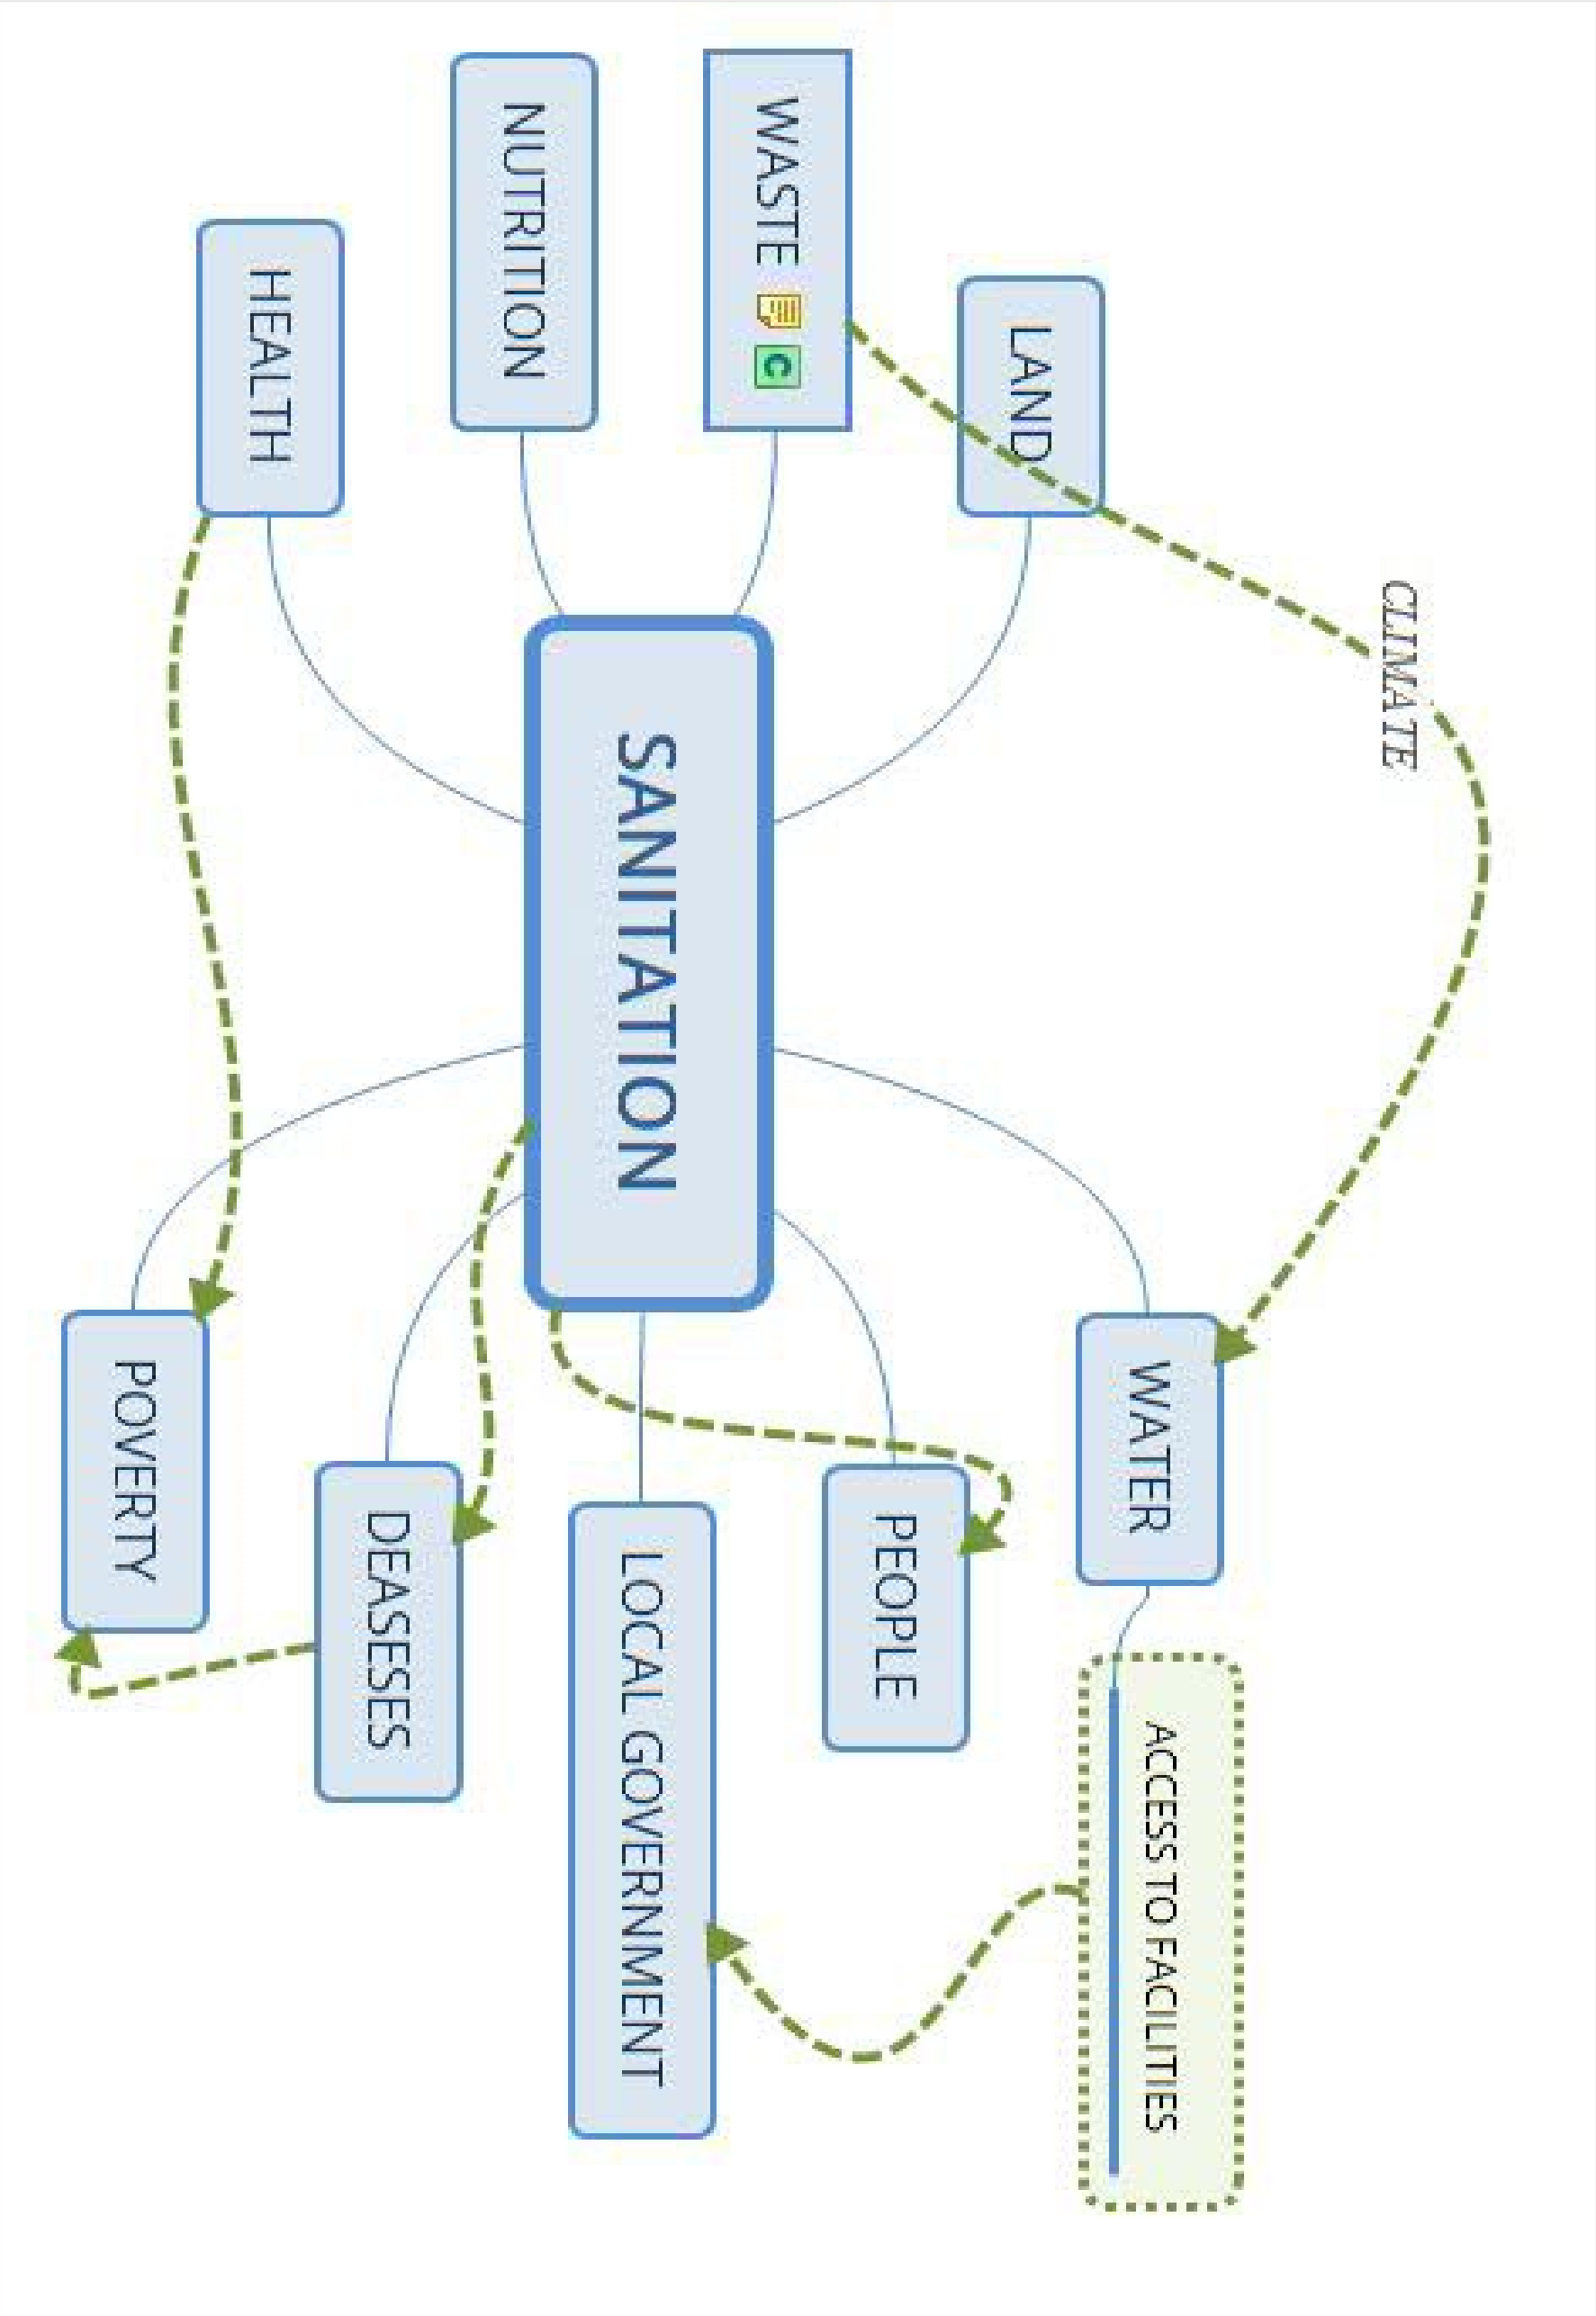 CLIMATE
LAND
WATER
ACCESS TO FACILITIES
WASTE C
PEOPLE
SANITATION
LOCAL GOVERNMENT
NUTRITION
DEASESES
HEALTH
POVERTY